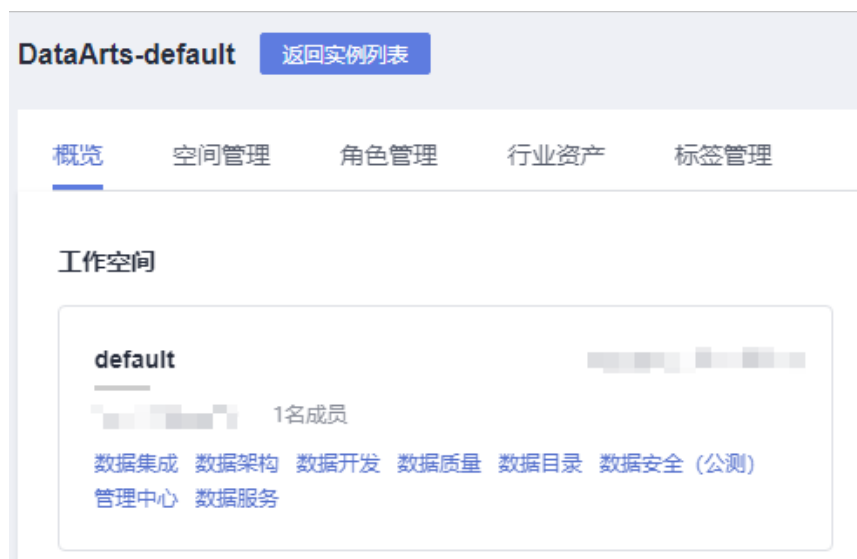 DataArts-default 返回实例列表
概览 空间管理 角色管理 行业资产 标签管理
工作空间
default
1名成员
数据集成 数据架构 数据开发 数据质量 数据目录 数据安全 (公测)
管理中心 数据服务